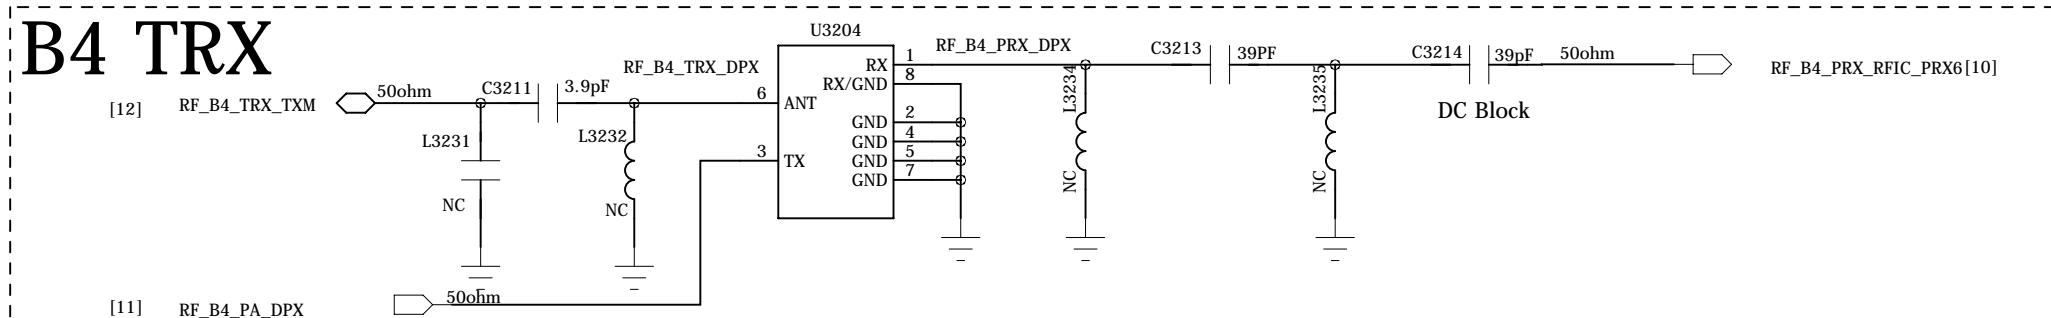 B4 TRX
U3204
RF_B4_PRX_DPX
C3213
39PF
C3214
39pF
50ohm
RF_B4_PRX_RFIC_PRX6[10]
1
RX
8
RX/GND
RF_B4_TRX_DPX
[12]
RF_B4_TRX_TXM
50ohm
C3211
3.9pF
6
ANT
L3234
L3235
DC Block
2
GND
4
GND
5
GND
7
GND
L3231
L3232
3
TX
NC
NC
NC
NC
[11]
RF_B4_PA_DPX
50ohm